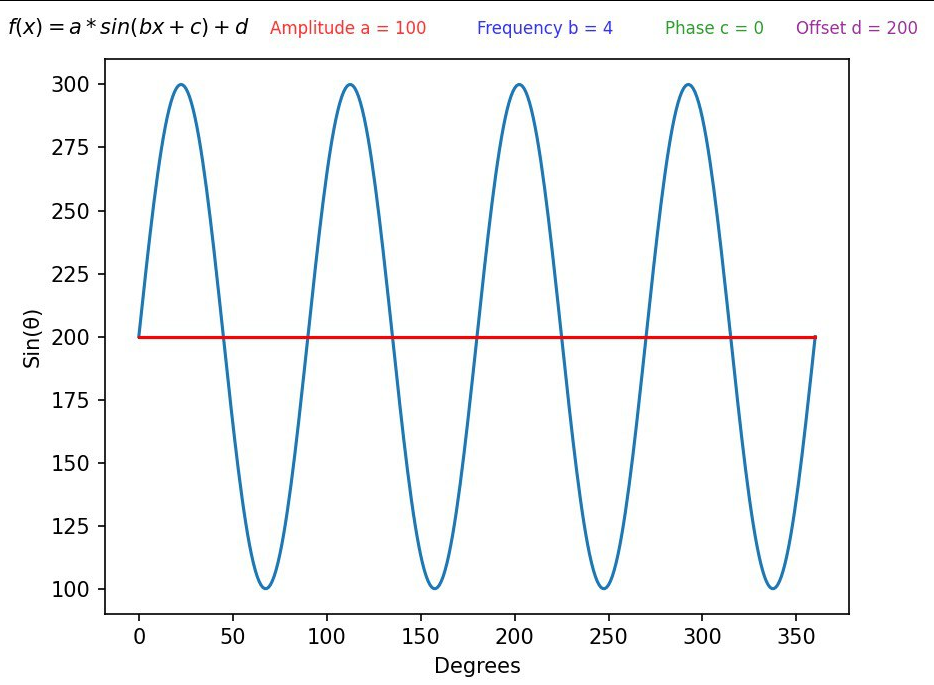 f(x) = a * sin(bx + c) + d Amplitude a = 100 Frequency b = 4 Phase c = 0 Offset d = 200
300
275
250
225
200
175
150
125
100
Sin(θ)
0 50 100 150 200 250 300 350
Degrees